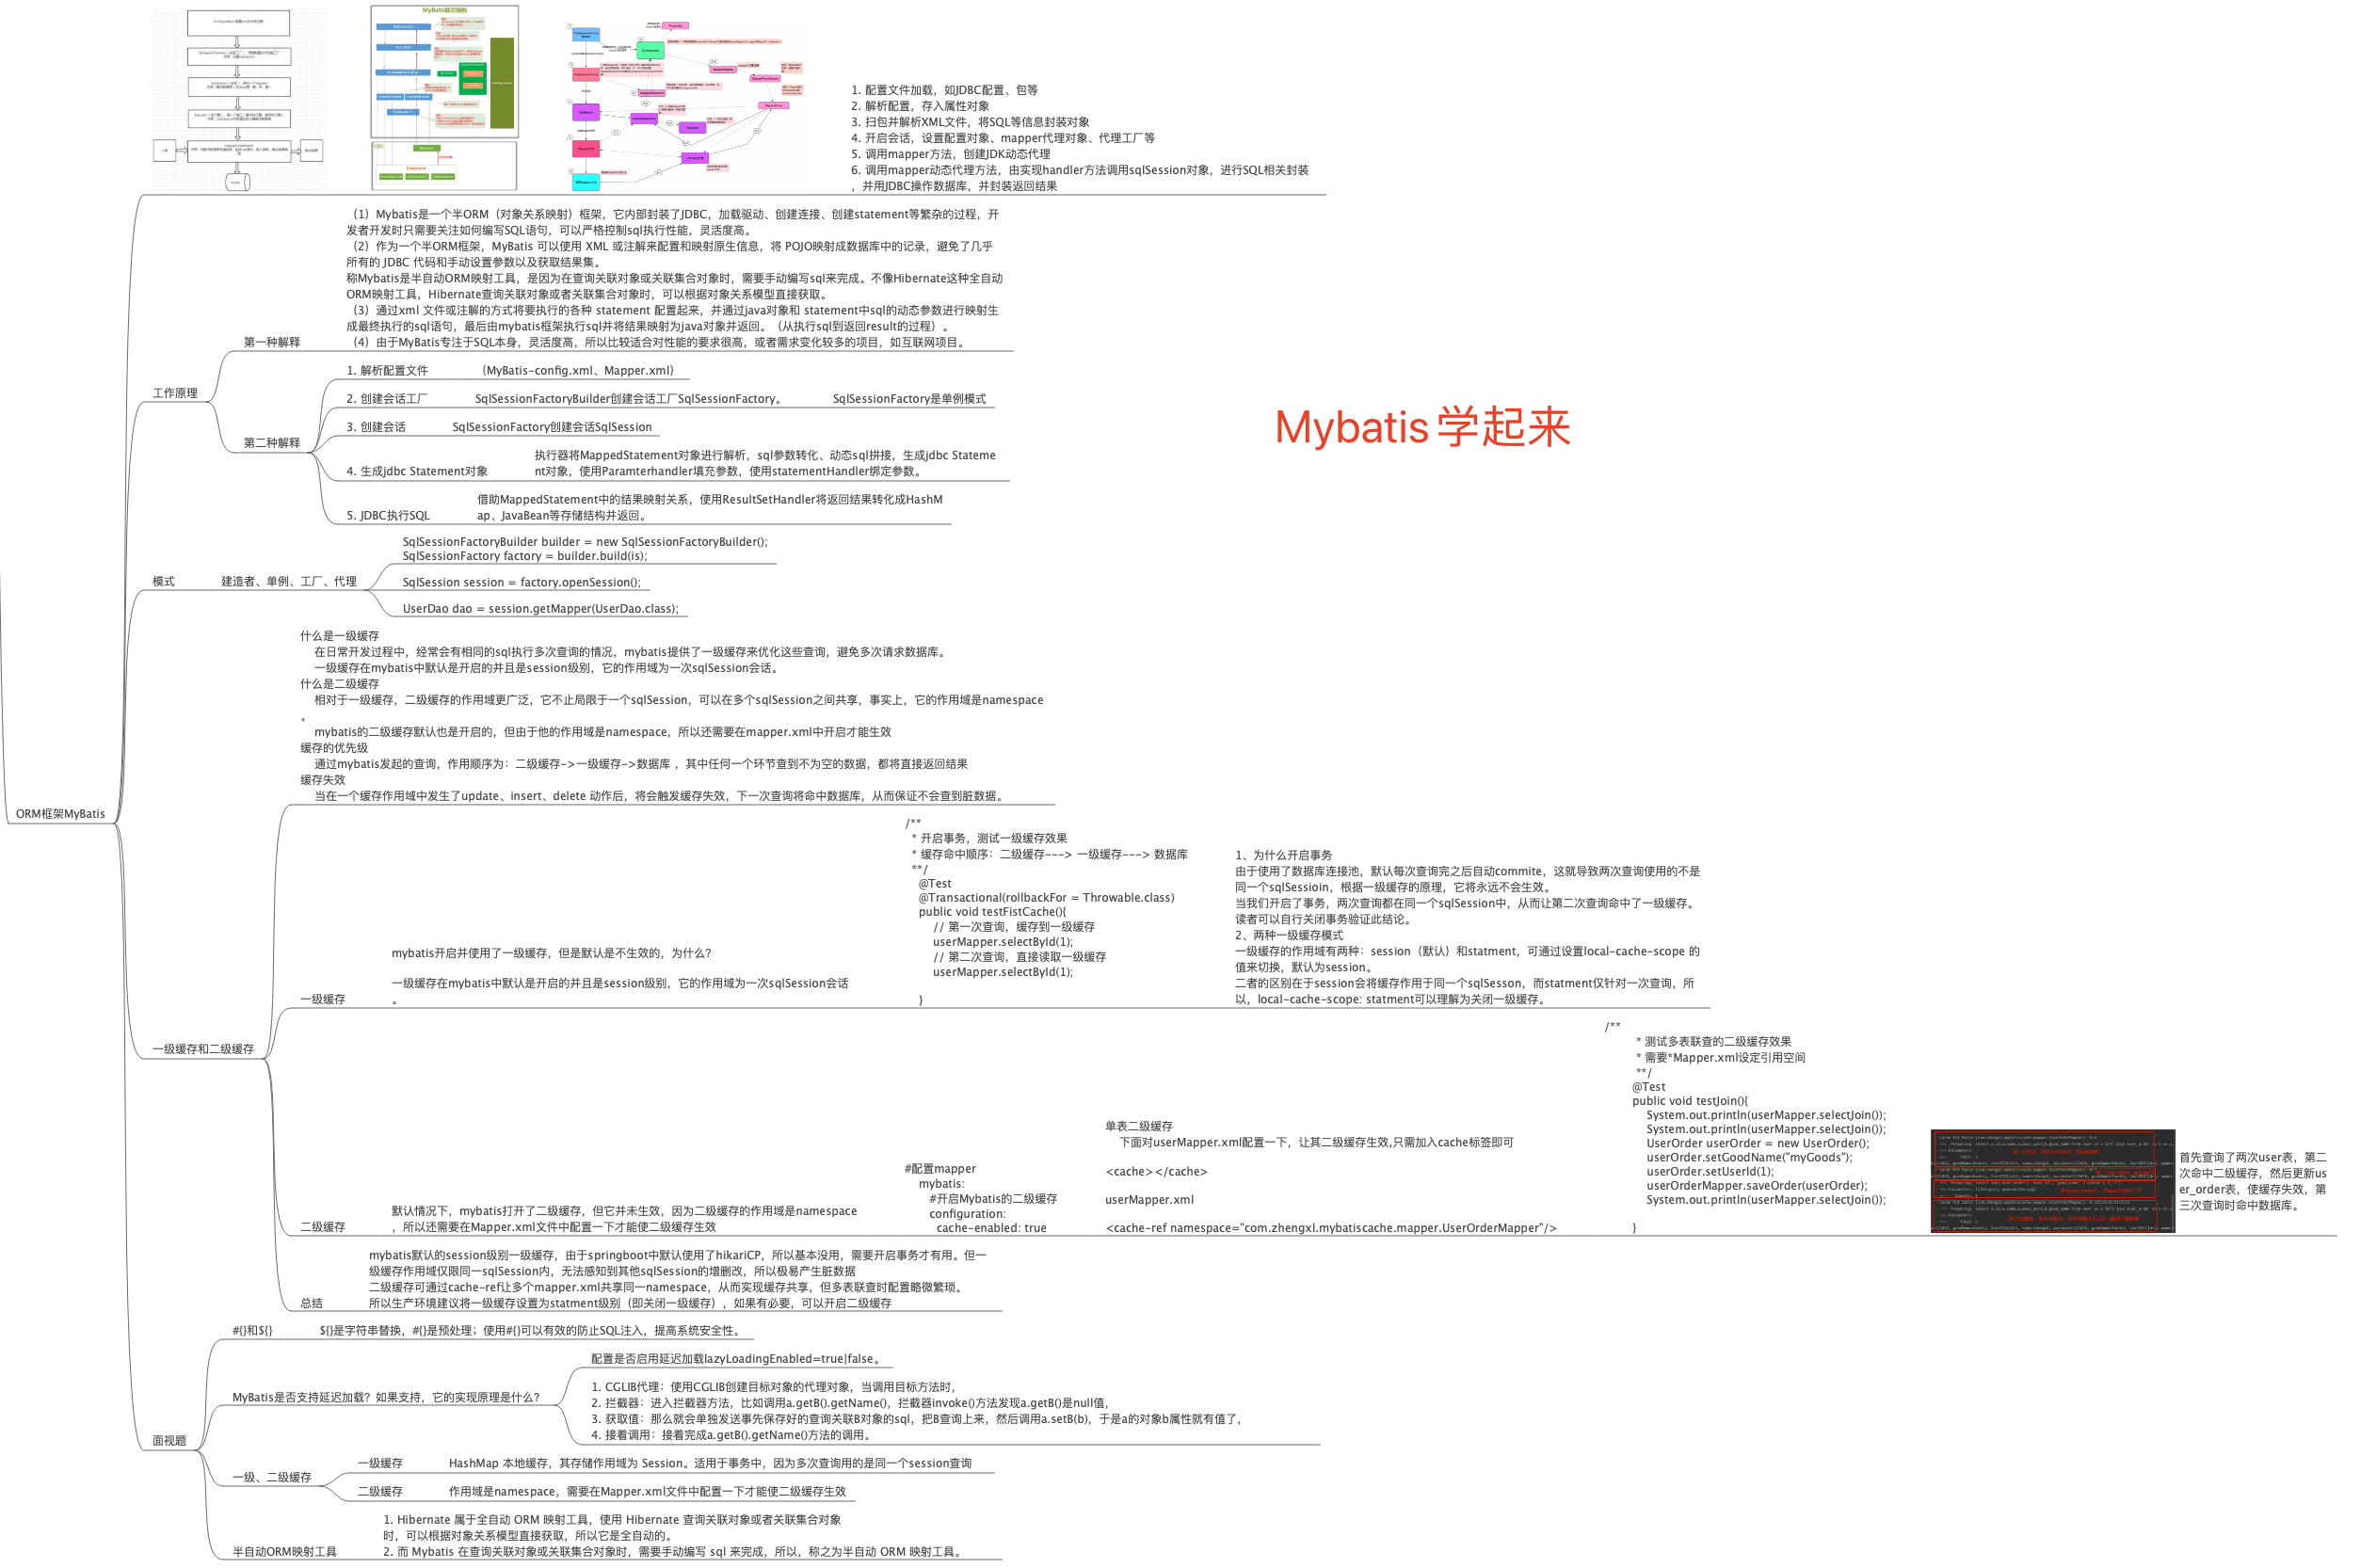 MyBatis层次结构
1. 配置文件加载，如JDBC配置、包等
2. 解析配置，存入属性对象
3. 扫包并解析XML文件，将SQL等信息封装对象
4. 开启会话，设置配置对象、mapper代理对象、代理工厂等
5. 调用mapper方法，创建JDK动态代理
6. 调用mapper动态代理方法，由实现handler方法调用sqlSession对象，进行SQL相关封装
，并用JDBC操作数据库，并封装返回结果
（1）Mybatis是一个半ORM（对象关系映射）框架，它内部封装了JDBC，加载驱动、创建连接、创建statement等繁杂的过程，开
发者开发时只需要关注如何编写SQL语句，可以严格控制sql执行性能，灵活度高。
（2）作为一个半ORM框架，MyBatis 可以使用 XML 或注解来配置和映射原生信息，将 POJO映射成数据库中的记录，避免了几乎
所有的 JDBC 代码和手动设置参数以及获取结果集。
称Mybatis是半自动ORM映射工具，是因为在查询关联对象或关联集合对象时，需要手动编写sql来完成。不像Hibernate这种全自动
ORM映射工具，Hibernate查询关联对象或者关联集合对象时，可以根据对象关系模型直接获取。
（3）通过xml 文件或注解的方式将要执行的各种 statement 配置起来，并通过java对象和 statement中sql的动态参数进行映射生
成最终执行的sql语句，最后由mybatis框架执行sql并将结果映射为java对象并返回。（从执行sql到返回result的过程）。
（4）由于MyBatis专注于SQL本身，灵活度高，所以比较适合对性能的要求很高，或者需求变化较多的项目，如互联网项目。
第一种解释
1. 解析配置文件
（MyBatis-config.xml、Mapper.xml）
工作原理
2. 创建会话工厂
SqlSessionFactoryBuilder创建会话工厂SqlSessionFactory。
SqlSessionFactory是单例模式
Mybatis 学起来
3. 创建会话
SqlSessionFactory创建会话SqlSession
第二种解释
4. 生成jdbc Statement对象
执行器将MappedStatement对象进行解析，sql参数转化、动态sql拼接，生成jdbc Stateme
nt对象，使用Paramterhandler填充参数，使用statementHandler绑定参数。
5. JDBC执行SQL
借助MappedStatement中的结果映射关系，使用ResultSetHandler将返回结果转化成HashM
ap、JavaBean等存储结构并返回。
模式
建造者、单例、工厂、代理
SqlSessionFactoryBuilder builder = new SqlSessionFactoryBuilder();
SqlSessionFactory factory = builder.build(is);
SqlSession session = factory.openSession();
UserDao dao = session.getMapper(UserDao.class);
ORM框架MyBatis
什么是一级缓存
在日常开发过程中，经常会有相同的sql执行多次查询的情况，mybatis提供了一级缓存来优化这些查询，避免多次请求数据库。
一级缓存在mybatis中默认是开启的并且是session级别，它的作用域为一次sqlSession会话。
什么是二级缓存
相对于一级缓存，二级缓存的作用域更广泛，它不止局限于一个sqlSession，可以在多个sqlSession之间共享，事实上，它的作用域是namespace
。
mybatis的二级缓存默认也是开启的，但由于他的作用域是namespace，所以还需要在mapper.xml中开启才能生效
缓存的优先级
通过mybatis发起的查询，作用顺序为：二级缓存->一级缓存->数据库 ，其中任何一个环节查到不为空的数据，都将直接返回结果
缓存失效
当在一个缓存作用域中发生了update、insert、delete 动作后，将会触发缓存失效，下一次查询将命中数据库，从而保证不会查到脏数据。
一级缓存和二级缓存
一级缓存
mybatis开启并使用了一级缓存，但是默认是不生效的，为什么？
一级缓存在mybatis中默认是开启的并且是session级别，它的作用域为一次sqlSession会话
。
/**
* 开启事务，测试一级缓存效果
* 缓存命中顺序：二级缓存---> 一级缓存---> 数据库
**/
@Test
@Transactional(rollbackFor = Throwable.class)
public void testFistCache(){
// 第一次查询，缓存到一级缓存
userMapper.selectById(1);
// 第二次查询，直接读取一级缓存
userMapper.selectById(1);
}
1、为什么开启事务
由于使用了数据库连接池，默认每次查询完之后自动commite，这就导致两次查询使用的不是
同一个sqlSessioin，根据一级缓存的原理，它将永远不会生效。
当我们开启了事务，两次查询都在同一个sqlSession中，从而让第二次查询命中了一级缓存。
读者可以自行关闭事务验证此结论。
2、两种一级缓存模式
一级缓存的作用域有两种：session（默认）和statment，可通过设置local-cache-scope 的
值来切换，默认为session。
二者的区别在于session会将缓存作用于同一个sqlSesson，而statment仅针对一次查询，所
以，local-cache-scope: statment可以理解为关闭一级缓存。
二级缓存
默认情况下，mybatis打开了二级缓存，但它并未生效，因为二级缓存的作用域是namespace
，所以还需要在Mapper.xml文件中配置一下才能使二级缓存生效
#配置mapper
mybatis:
#开启Mybatis的二级缓存
configuration:
cache-enabled: true
单表二级缓存
下面对userMapper.xml配置一下，让其二级缓存生效,只需加入cache标签即可
<cache></cache>
userMapper.xml
<cache-ref namespace="com.zhengxl.mybatiscache.mapper.UserOrderMapper"/>
/**
* 测试多表联查的二级缓存效果
* 需要*Mapper.xml设定引用空间
**/
@Test
public void testJoin(){
System.out.println(userMapper.selectJoin());
System.out.println(userMapper.selectJoin());
UserOrder userOrder = new UserOrder();
userOrder.setGoodName("myGoods");
userOrder.setUserId(1);
userOrderMapper.saveOrder(userOrder);
System.out.println(userMapper.selectJoin());
}
首先查询了两次user表，第二
次命中二级缓存，然后更新us
er_order表，使缓存失效，第
三次查询时命中数据库。
总结
mybatis默认的session级别一级缓存，由于springboot中默认使用了hikariCP，所以基本没用，需要开启事务才有用。但一
级缓存作用域仅限同一sqlSession内，无法感知到其他sqlSession的增删改，所以极易产生脏数据
二级缓存可通过cache-ref让多个mapper.xml共享同一namespace，从而实现缓存共享，但多表联查时配置略微繁琐。
所以生产环境建议将一级缓存设置为statment级别（即关闭一级缓存），如果有必要，可以开启二级缓存
面视题
#{}和${}
${}是字符串替换，#{}是预处理；使用#{}可以有效的防止SQL注入，提高系统安全性。
MyBatis是否支持延迟加载？如果支持，它的实现原理是什么？
配置是否启用延迟加载lazyLoadingEnabled=true|false。
1. CGLIB代理：使用CGLIB创建目标对象的代理对象，当调用目标方法时，
2. 拦截器：进入拦截器方法，比如调用a.getB().getName()，拦截器invoke()方法发现a.getB()是null值，
3. 获取值：那么就会单独发送事先保存好的查询关联B对象的sql，把B查询上来，然后调用a.setB(b)，于是a的对象b属性就有值了，
4. 接着调用：接着完成a.getB().getName()方法的调用。
一级、二级缓存
一级缓存
HashMap 本地缓存，其存储作用域为 Session。适用于事务中，因为多次查询用的是同一个session查询
二级缓存
作用域是namespace，需要在Mapper.xml文件中配置一下才能使二级缓存生效
半自动ORM映射工具
1. Hibernate 属于全自动 ORM 映射工具，使用 Hibernate 查询关联对象或者关联集合对象
时，可以根据对象关系模型直接获取，所以它是全自动的。
2. 而 Mybatis 在查询关联对象或关联集合对象时，需要手动编写 sql 来完成，所以，称之为半自动 ORM 映射工具。